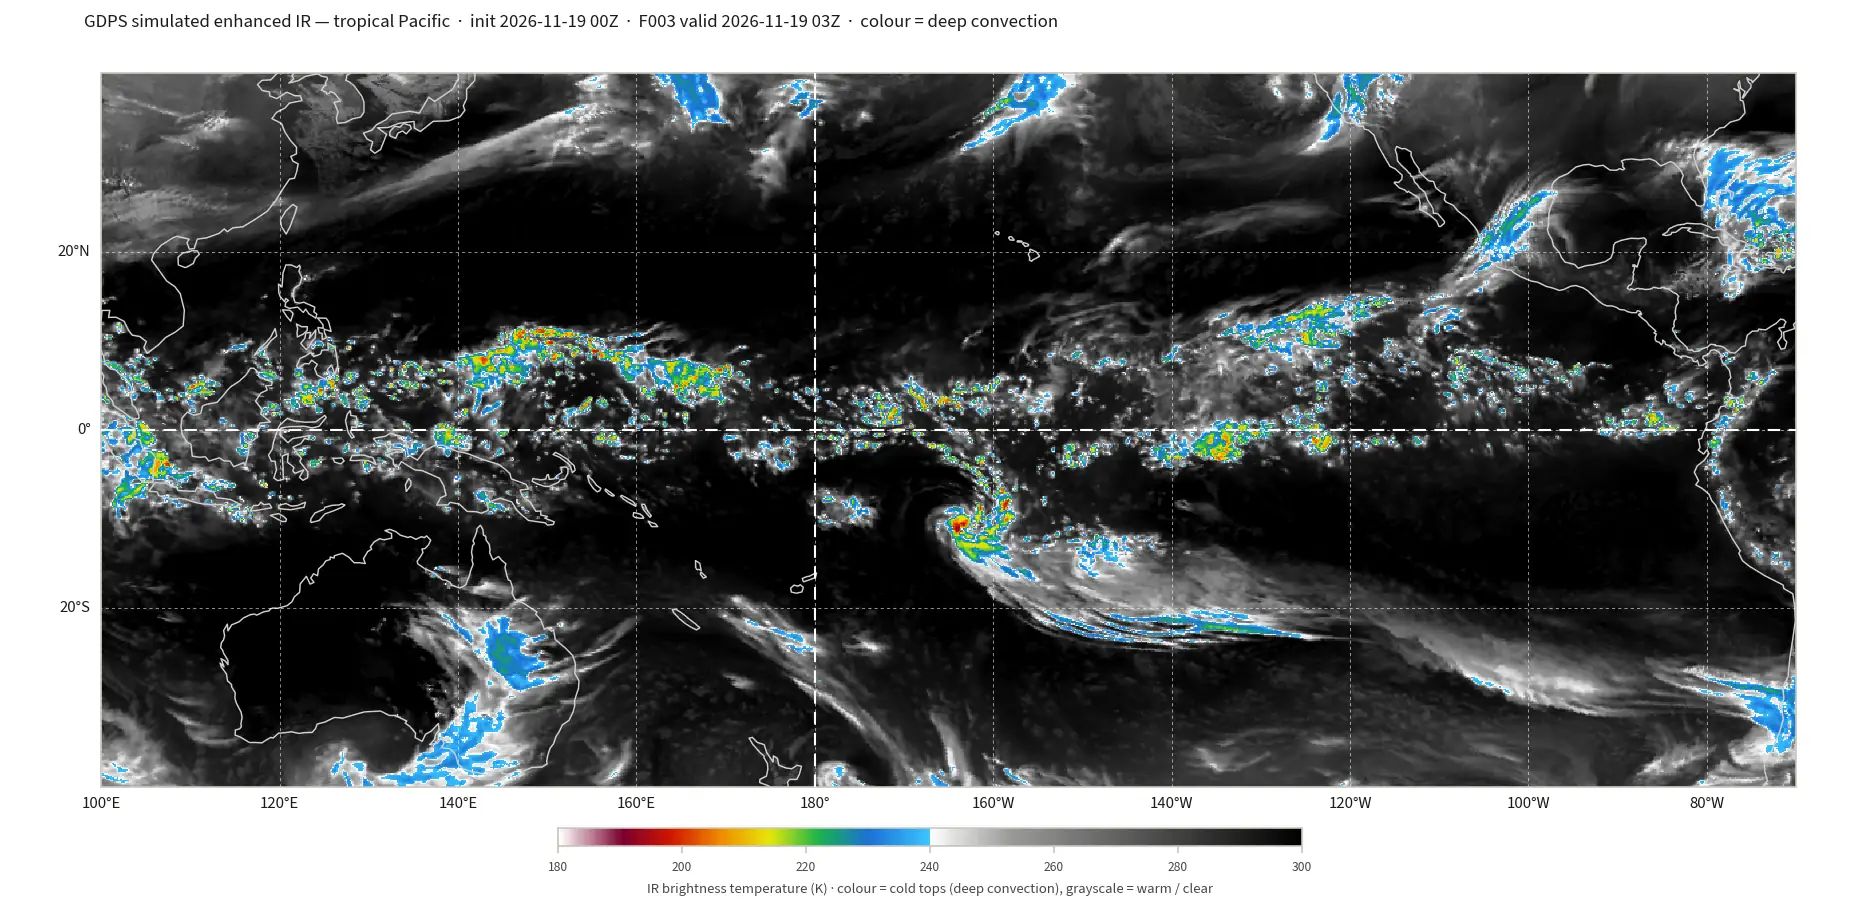 GDPS simulated enhanced IR — tropical Pacific · init 2026-11-19 00Z · F003 valid 2026-11-19 03Z · colour = deep convection
20°N
0°
20°S
100°E 120°E 140°E 160°E 180° 160°W 140°W 120°W 100°W 80°W
180 200 220 240 260 280 300
IR brightness temperature (K) · colour = cold tops (deep convection), grayscale = warm / clear